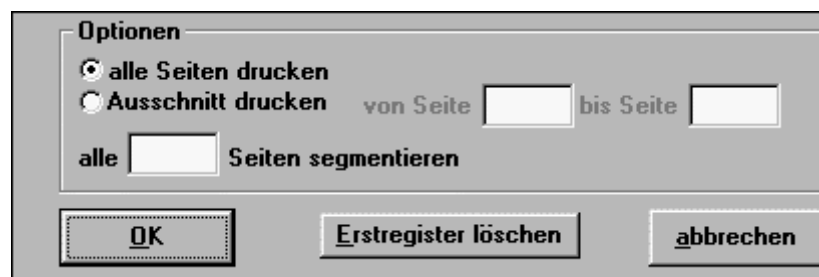 Optionen
alle Seiten drucken
Ausschnitt drucken von Seite bis Seite
alle Seiten segmentieren
OK Erstregister löschen abbrechen